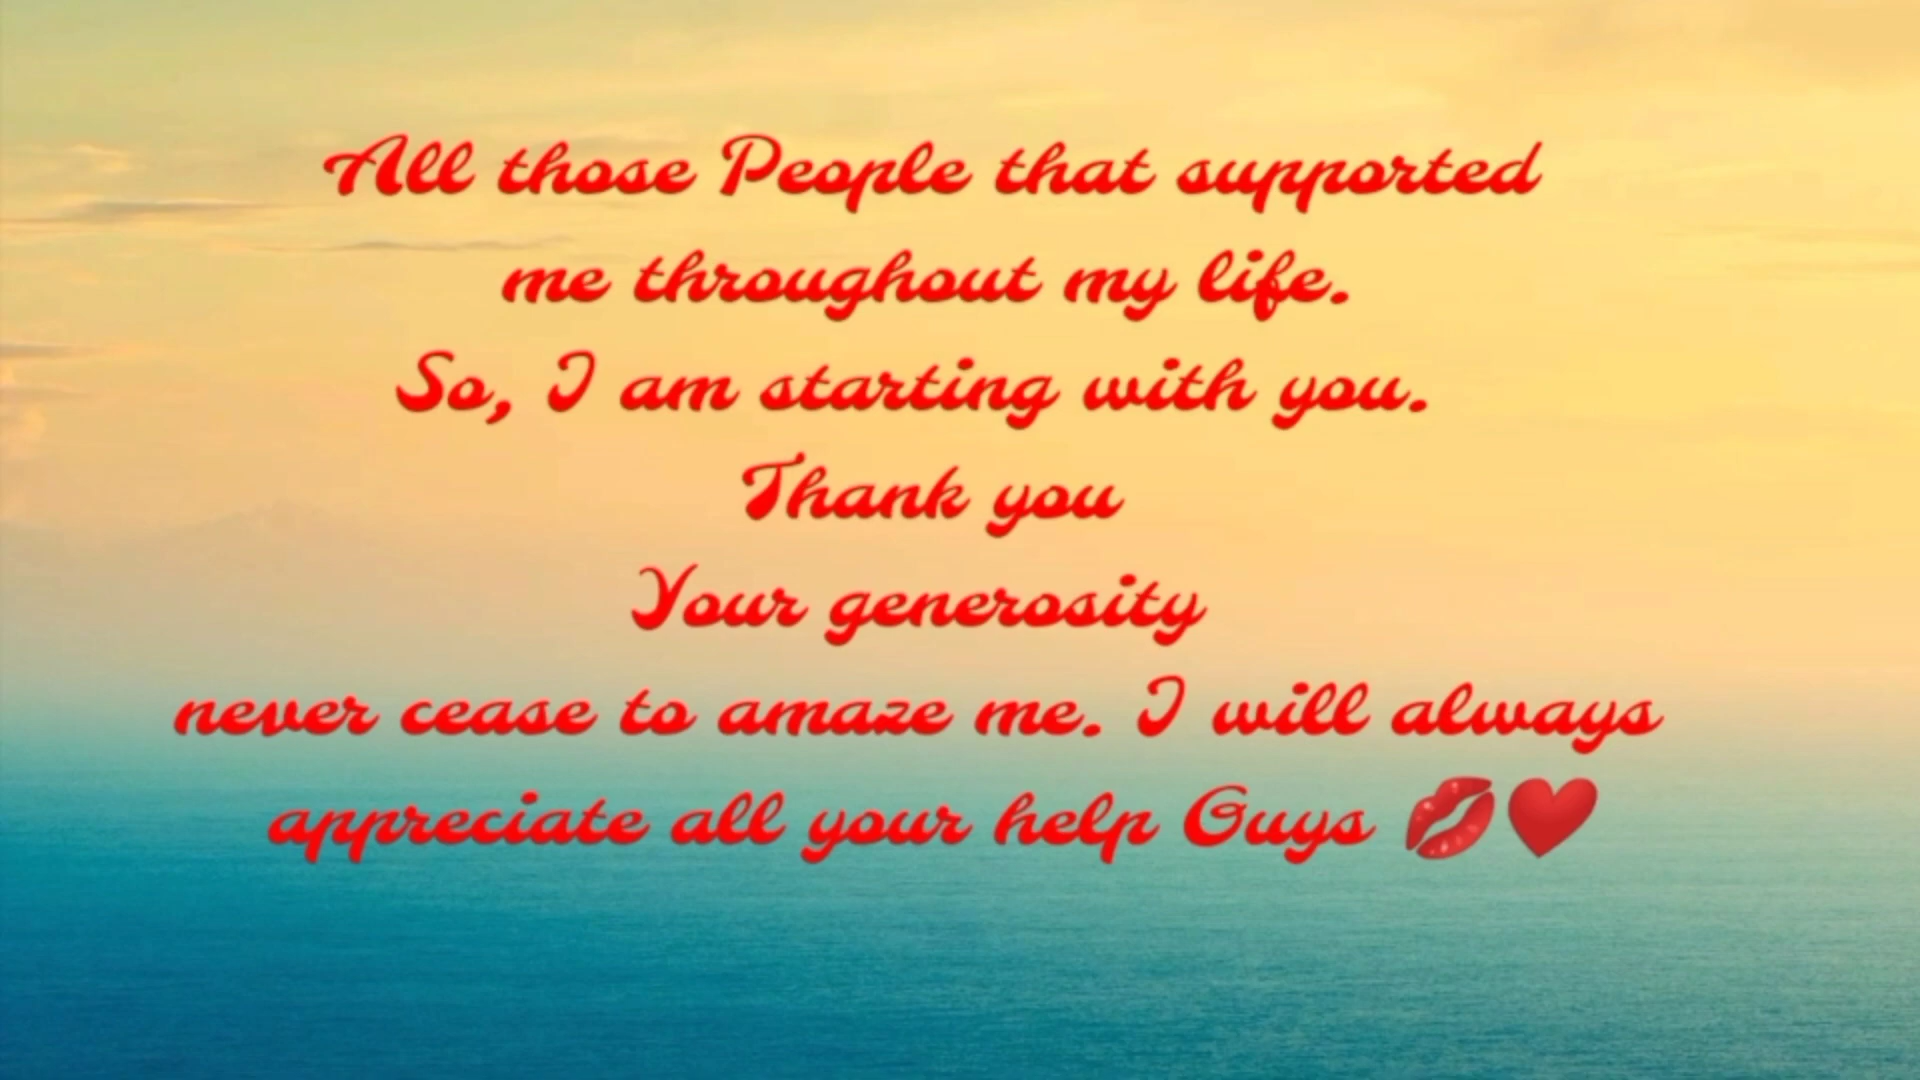 All those People that supported
me throughout my life.
So, I am starting with you.
Thank you
Your generosity
never cease to amaze me. I will always
appreciate all your help Guys 💋❤️